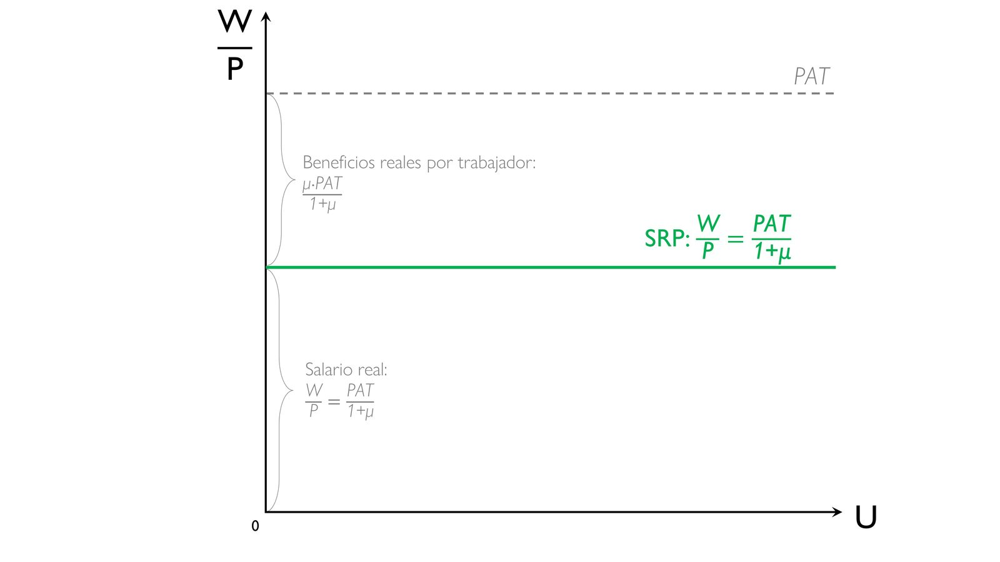 W
P
PAT
Beneficios reales por trabajador:
μ·PAT
1+μ
SRP: W/P = PAT/1+μ
Salario real:
W/P = PAT/1+μ
0
U